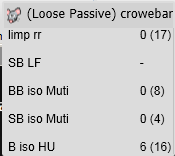 (Loose Passive) crowebar
limp rr 0 (17)
SB LF -
BB iso Muti 0 (8)
SB iso Muti 0 (4)
B iso HU 6 (16)